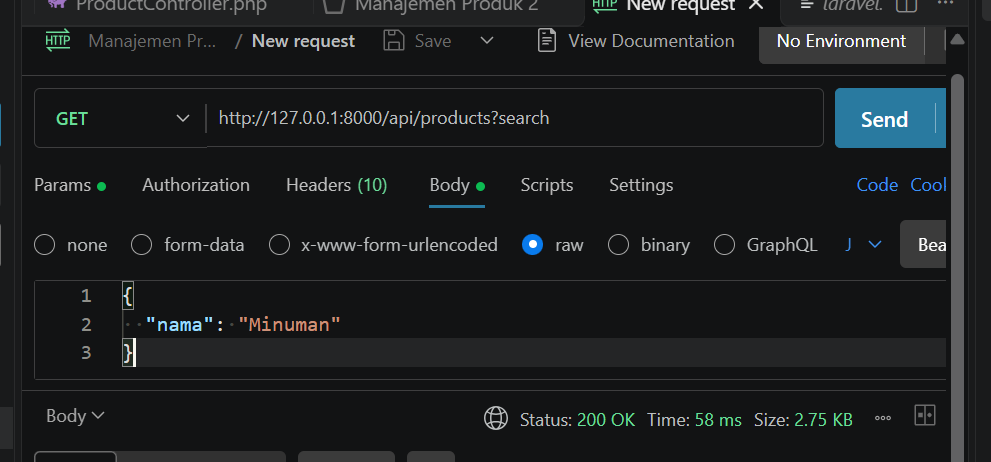 ProductController.php Manajemen Produk 2 HTTP New request laravel.
HTTP Manajemen Pr... / New request Save View Documentation No Environment
GET http://127.0.0.1:8000/api/products?search Send
Params Authorization Headers (10) Body Scripts Settings Code Cool
none form-data x-www-form-urlencoded raw binary GraphQL J Bea
1 {
2 "nama": "Minuman"
3 }
Body Status: 200 OK Time: 58 ms Size: 2.75 KB